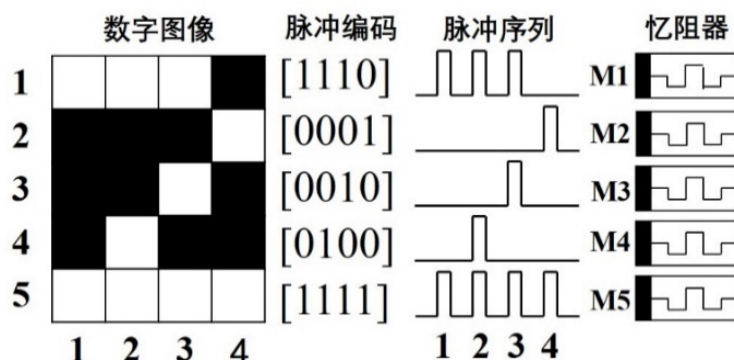 数字图像 脉冲编码 脉冲序列 忆阻器
1 [1110] M1
2 [0001] M2
3 [0010] M3
4 [0100] M4
5 [1111] M5
1 2 3 4 1 2 3 4